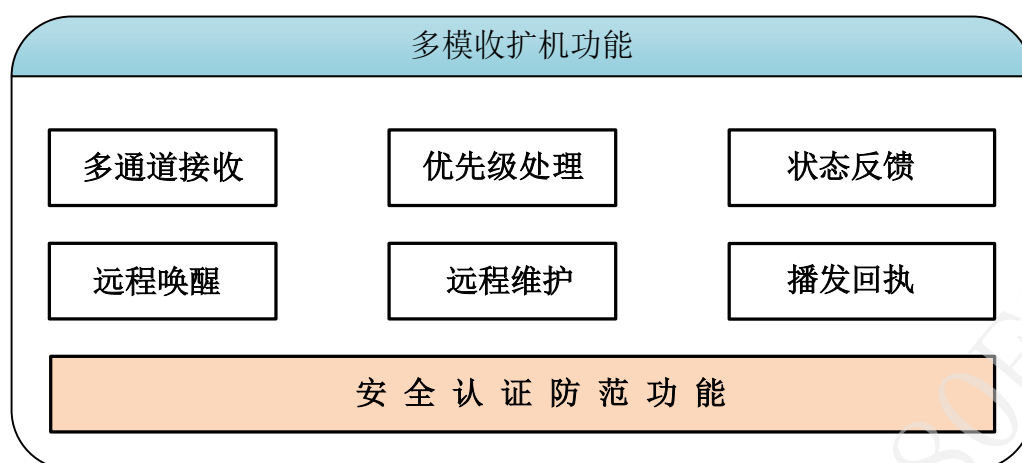 多模收扩机功能
多通道接收 优先级处理 状态反馈
远程唤醒 远程维护 播发回执
安全认证防范功能